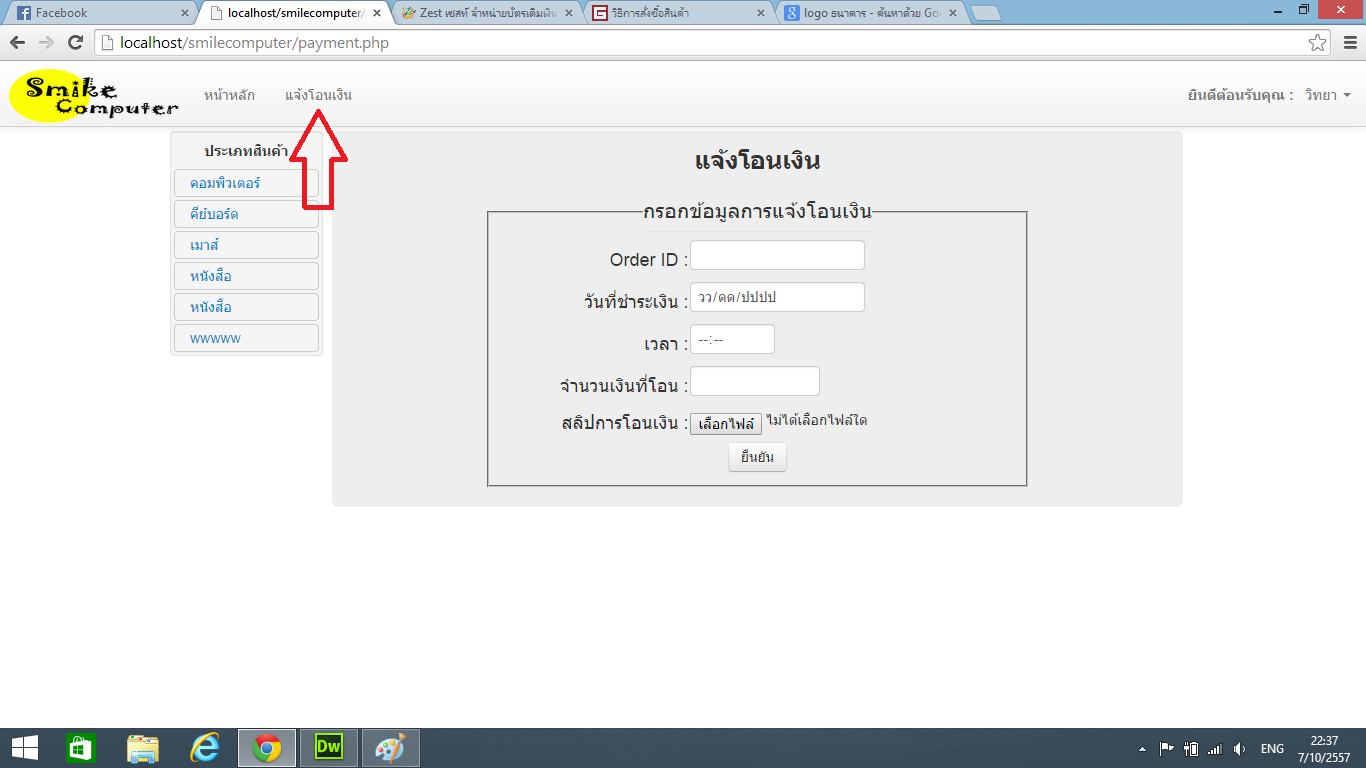 Facebook
localhost/smilecomputer/
Zest เซสท์ จำหน่ายบัตรเติมเงิน
วิธีการสั่งซื้อสินค้า
logo ธนาคาร - ค้นหาด้วย Go
localhost/smilecomputer/payment.php
Smike Computer
หน้าหลัก
แจ้งโอนเงิน
ยินดีต้อนรับคุณ : วิทยา
ประเภทสินค้า
คอมพิวเตอร์
คีย์บอร์ด
เมาส์
หนังสือ
หนังสือ
wwwww
แจ้งโอนเงิน
กรอกข้อมูลการแจ้งโอนเงิน
Order ID :
วันที่ชำระเงิน : วว/ดด/ปปปป
เวลา : --:--
จำนวนเงินที่โอน :
สลิปการโอนเงิน : เลือกไฟล์ ไม่ได้เลือกไฟล์ใด
ยืนยัน
Dw
ENG
22:37
7/10/2557